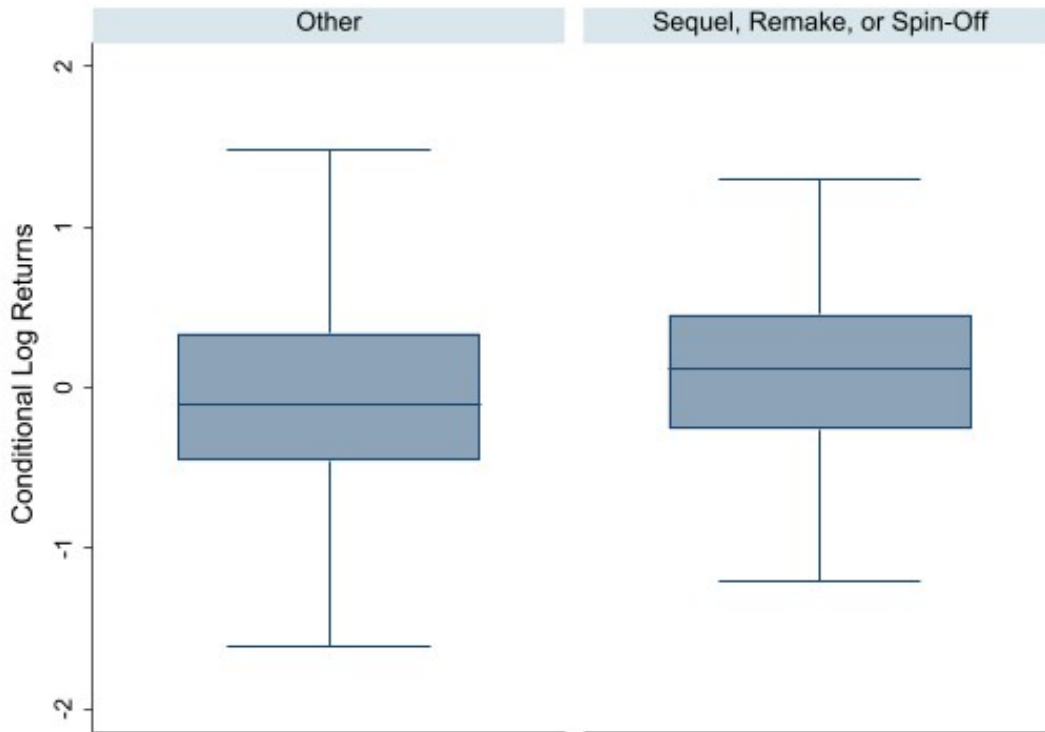 Other
Sequel, Remake, or Spin-Off
Conditional Log Returns
2
1
0
-1
-2